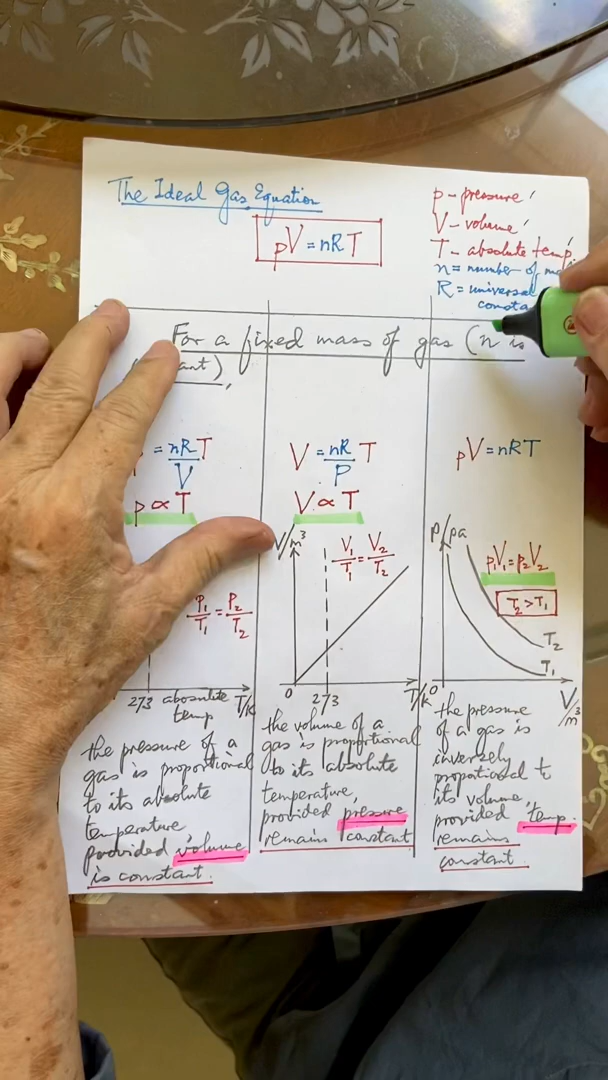 The Ideal Gas Equation
pV = nRT
p – pressure
V – volume
T – absolute temp.
n = number of
R = universal
For a fixed mass of gas (n is
= nR/V T
p ∝ T
P₁/T₁ = P₂/T₂
273 absolute T/K
temp
the pressure of a
gas is proportional
to its absolute
temperature
provided volume
is constant.
V = nR/P T
V ∝ T
V/m³
V₁/T₁ = V₂/T₂
0 273 T/K
the volume of a
gas is proportional
to its absolute
temperature,
provided pressure
remains constant
pV = nRT
P/pa
p₁V₁ = p₂V₂
T₂ > T₁
T₂
T₁
0 V/m³
the pressure
of a gas is
inversely
propotional to
its volume,
provided temp.
remains
constant.